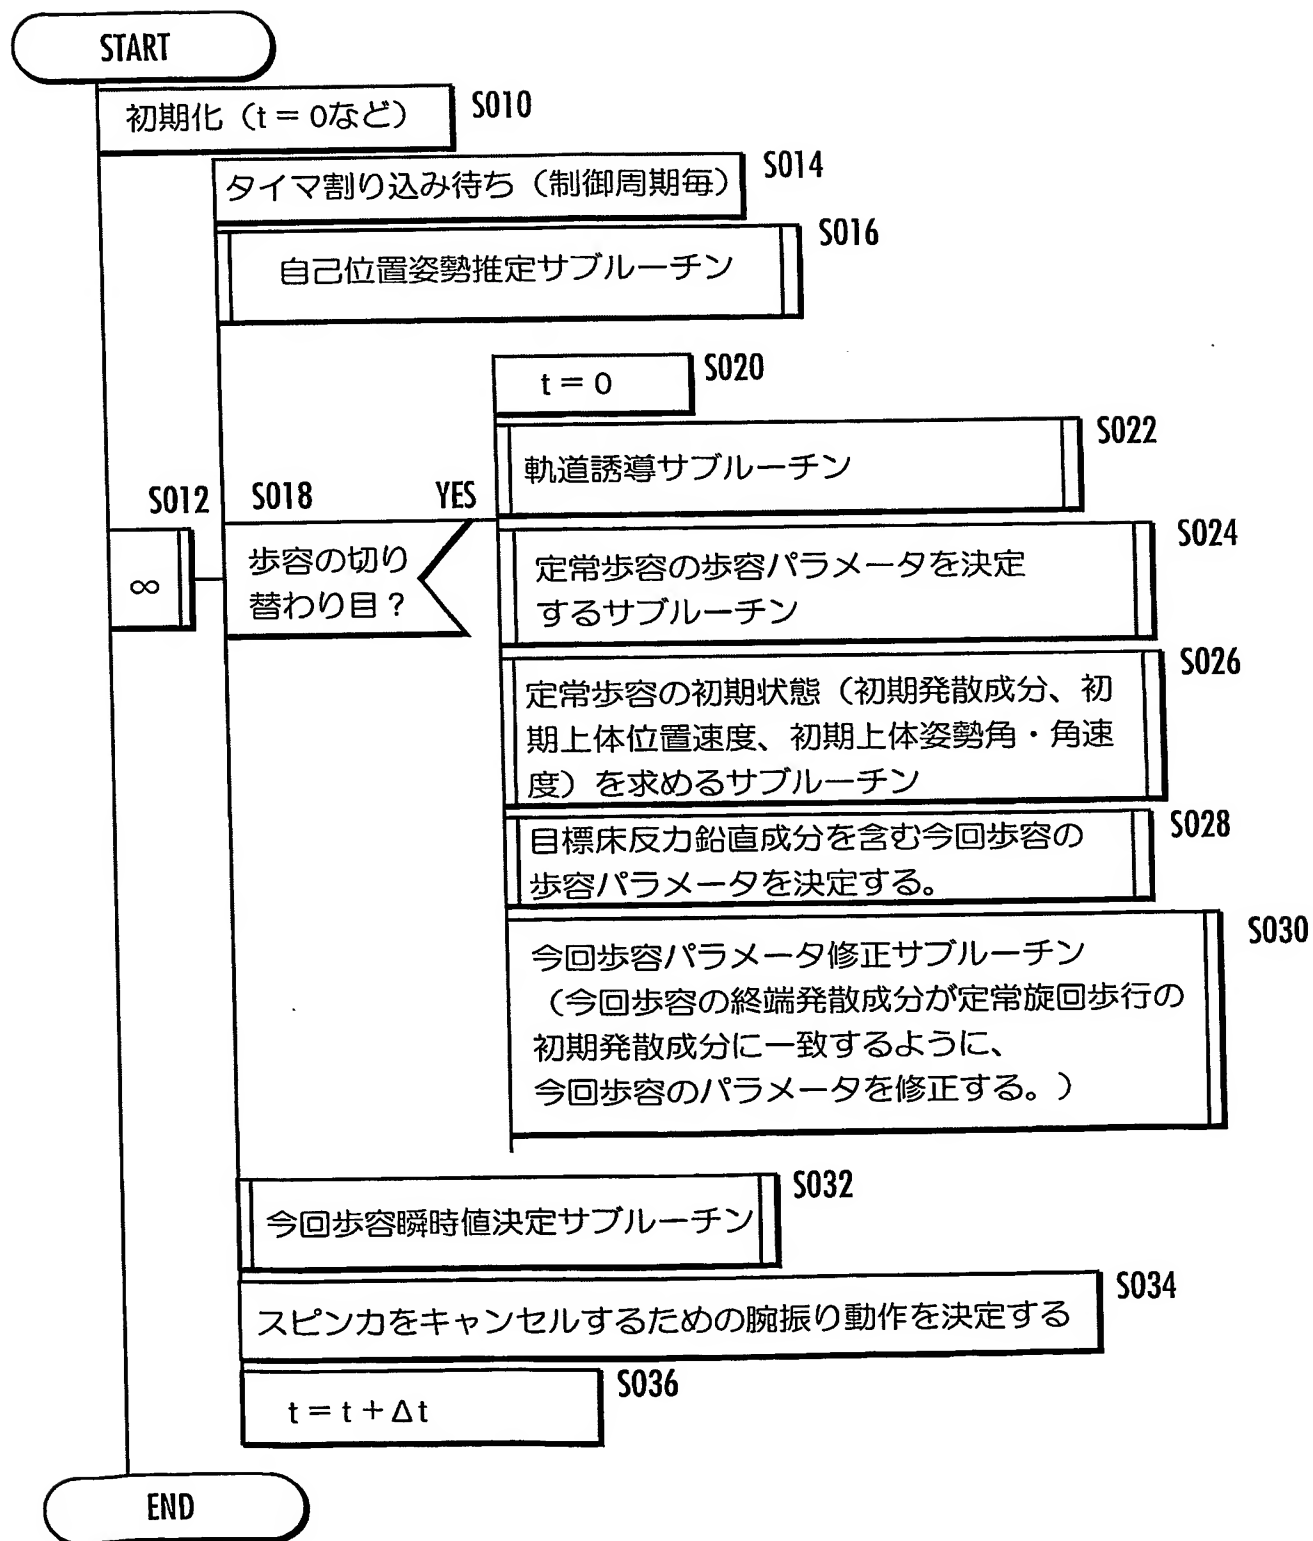 START
初期化（t = 0など）
S010
タイマ割り込み待ち（制御周期毎）
S014
自己位置姿勢推定サブルーチン
S016
S012
∞
S018
歩容の切り
替わり目？
YES
t = 0
S020
軌道誘導サブルーチン
S022
定常歩容の歩容パラメータを決定
するサブルーチン
S024
定常歩容の初期状態（初期発散成分、初
期上体位置速度、初期上体姿勢角・角速
度）を求めるサブルーチン
S026
目標床反力鉛直成分を含む今回歩容の
歩容パラメータを決定する。
S028
今回歩容パラメータ修正サブルーチン
（今回歩容の終端発散成分が定常旋回歩行の
初期発散成分に一致するように、
今回歩容のパラメータを修正する。）
S030
今回歩容瞬時値決定サブルーチン
S032
スピン力をキャンセルするための腕振り動作を決定する
S034
t = t + Δt
S036
END